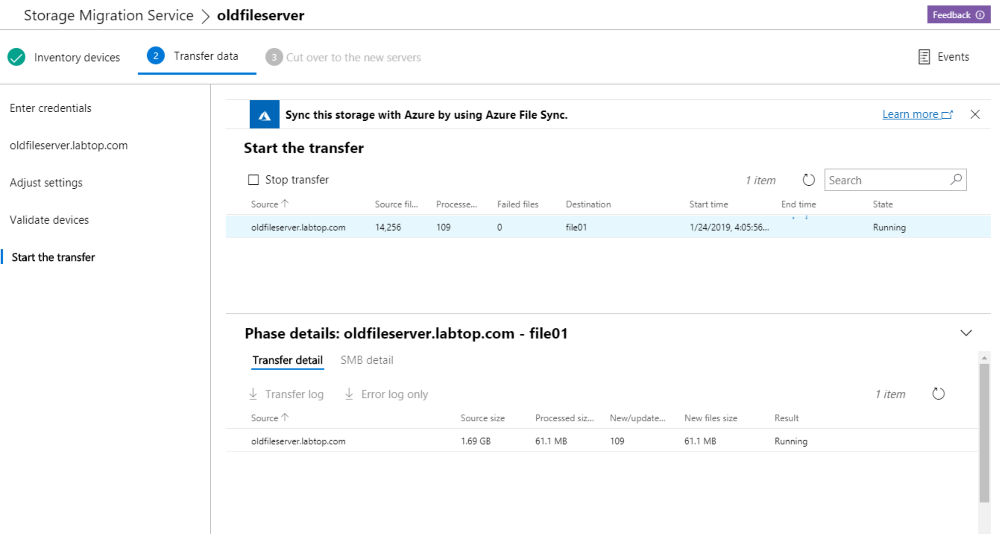 Storage Migration Service > oldfileserver
Feedback
Inventory devices
2 Transfer data
3 Cut over to the new servers
Events
Enter credentials
oldfileserver.labtop.com
Adjust settings
Validate devices
Start the transfer
Sync this storage with Azure by using Azure File Sync.
Learn more
Start the transfer
Stop transfer
1 item
Search
Source Source fil... Processe... Failed files Destination Start time End time State
oldfileserver.labtop.com 14,256 109 0 file01 1/24/2019, 4:05:56... Running
Phase details: oldfileserver.labtop.com - file01
Transfer detail SMB detail
Transfer log Error log only
1 item
Source Source size Processed siz... New/update... New files size Result
oldfileserver.labtop.com 1.69 GB 61.1 MB 109 61.1 MB Running